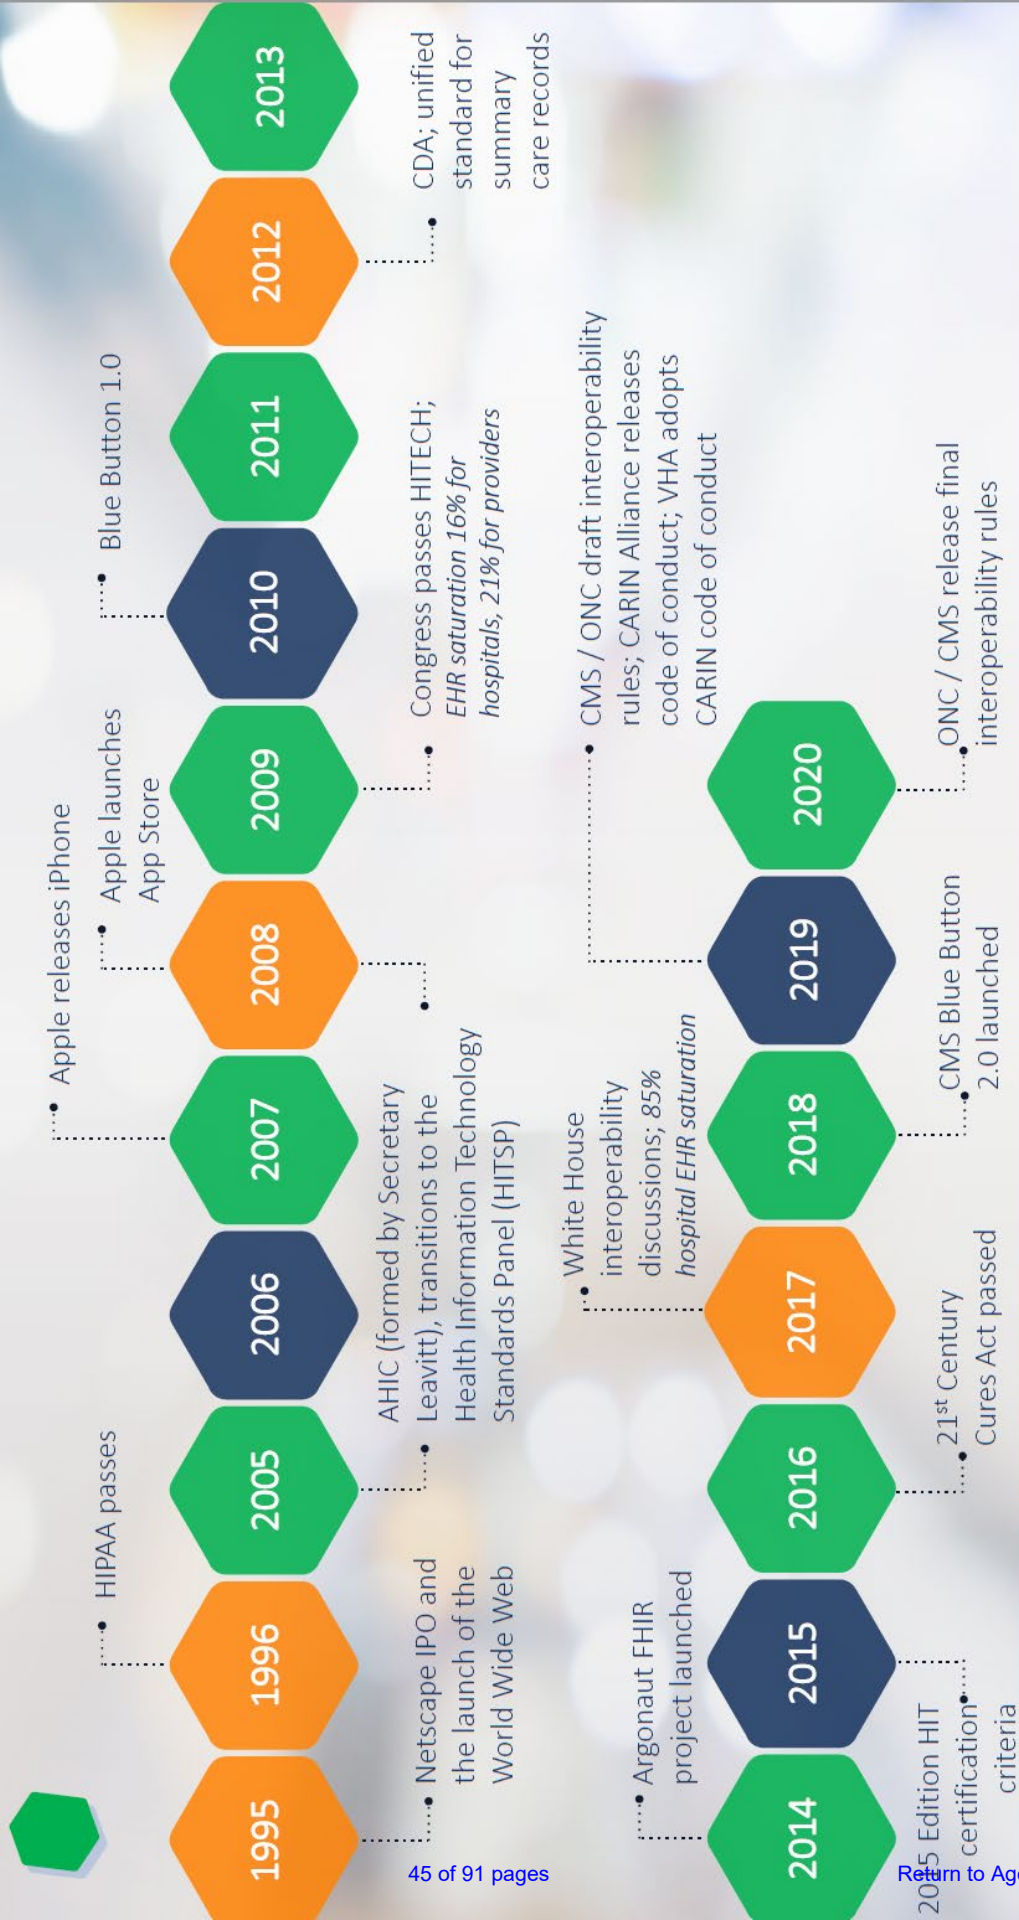 1995
1996
2005
2006
2007
2008
2009
2010
2011
2012
2013
HIPAA passes
Apple releases iPhone
Apple launches
App Store
Blue Button 1.0
Netscape IPO and
the launch of the
World Wide Web
AHIC (formed by Secretary
Leavitt), transitions to the
Health Information Technology
Standards Panel (HITSP)
Congress passes HITECH;
EHR saturation 16% for
hospitals, 21% for providers
CDA; unified
standard for
summary
care records
Argonaut FHIR
project launched
White House
interoperability
discussions; 85%
hospital EHR saturation
CMS / ONC draft interoperability
rules; CARIN Alliance releases
code of conduct; VHA adopts
CARIN code of conduct
2014
2015
2016
2017
2018
2019
2020
2015 Edition HIT
certification
criteria
21st Century
Cures Act passed
CMS Blue Button
2.0 launched
ONC / CMS release final
interoperability rules
45 of 91 pages
Return to Age